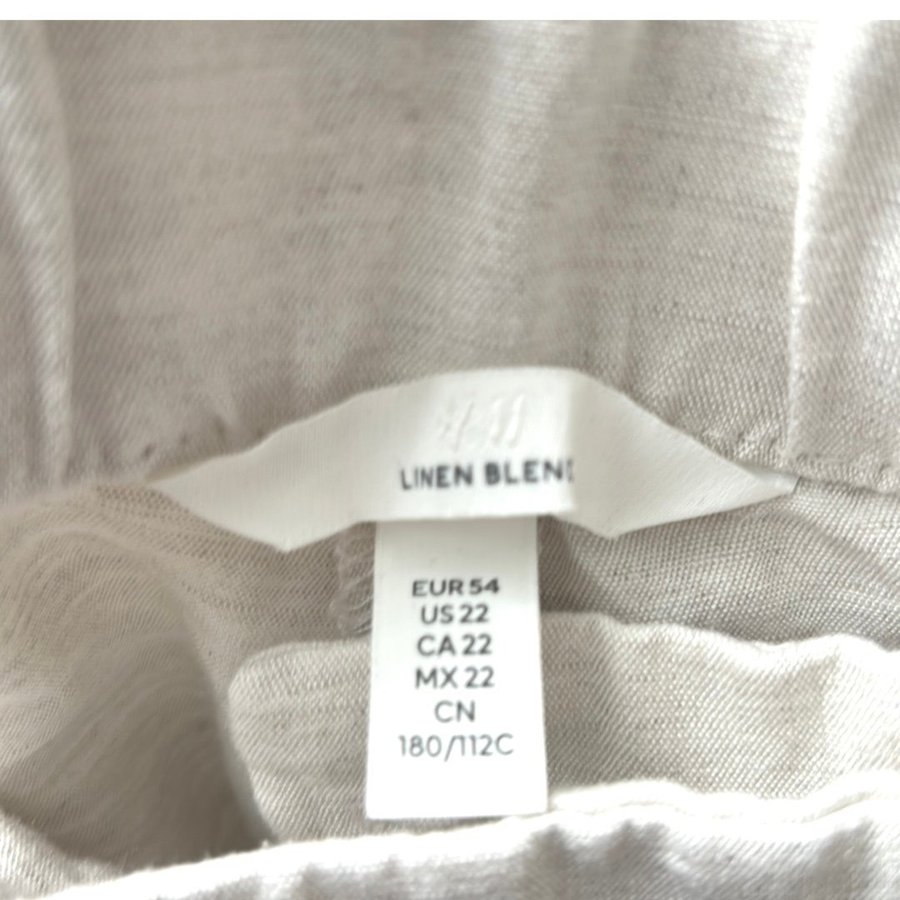 H&M
LINEN BLEND
EUR 54
US 22
CA 22
MX 22
CN
180/112C